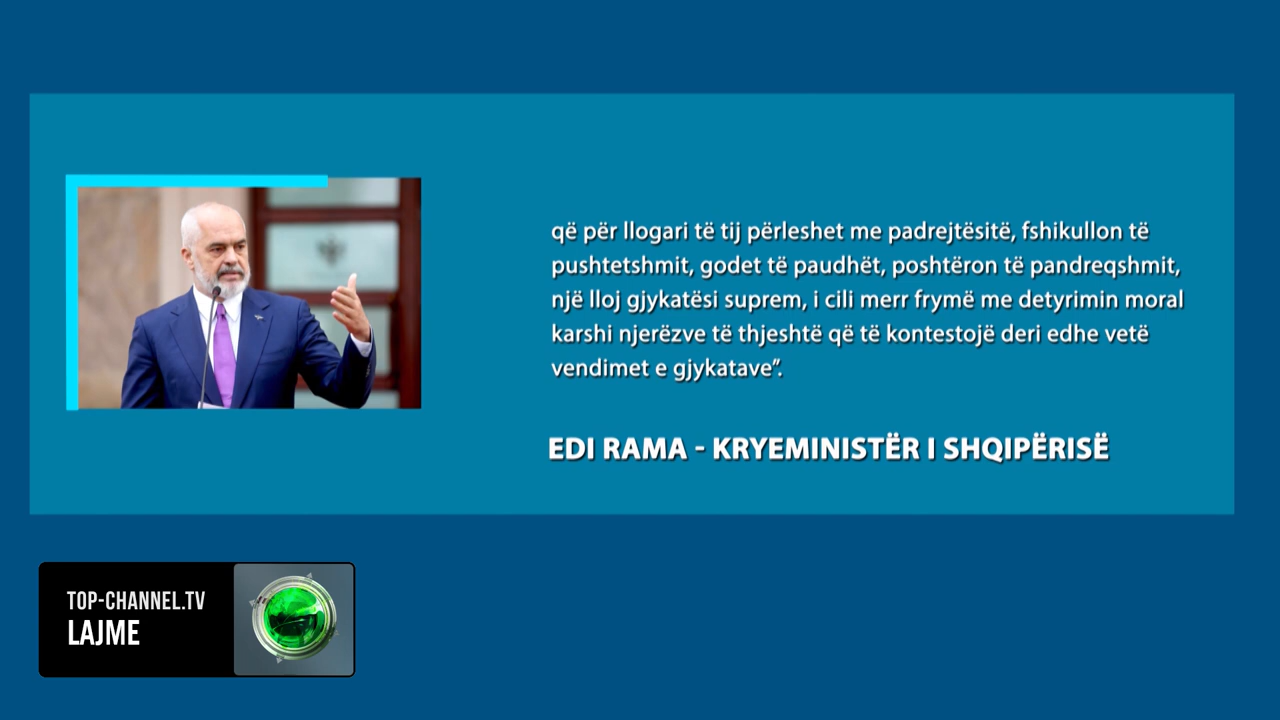 që për llogari të tij përleshet me padrejtësitë, fshikullon të
pushtetshmit, godet të paudhët, poshtëron të pandreqshmit,
një lloj gjykatësi suprem, i cili merr frymë me detyrimin moral
karshi njerëzve të thjeshtë që të kontestojë deri edhe vetë
vendimet e gjykatave”.
EDI RAMA - KRYEMINISTËR I SHQIPËRISË
TOP-CHANNEL.TV
LAJME